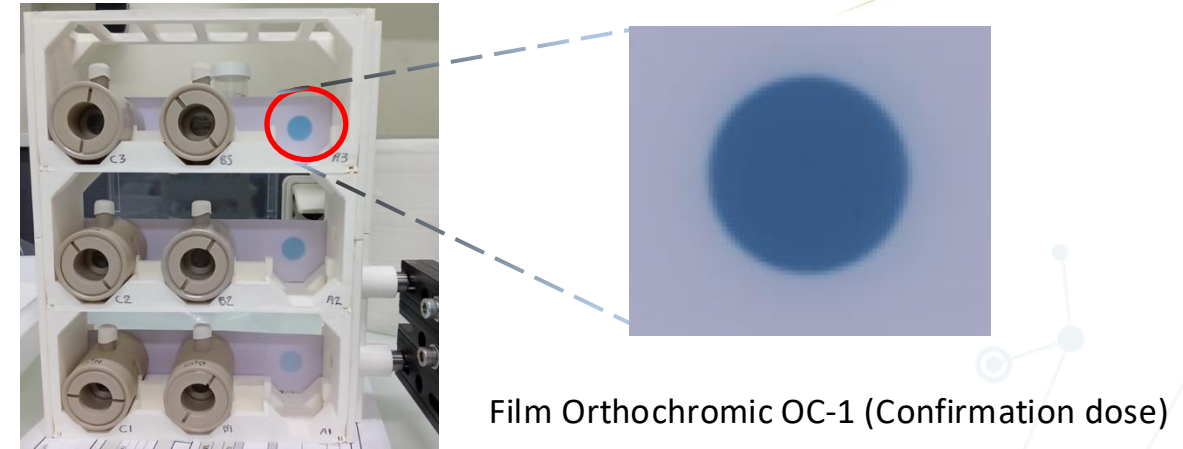 C3 B3 A3
C2 B2 A2
C1 B1 A1
Film Orthochromic OC-1 (Confirmation dose)